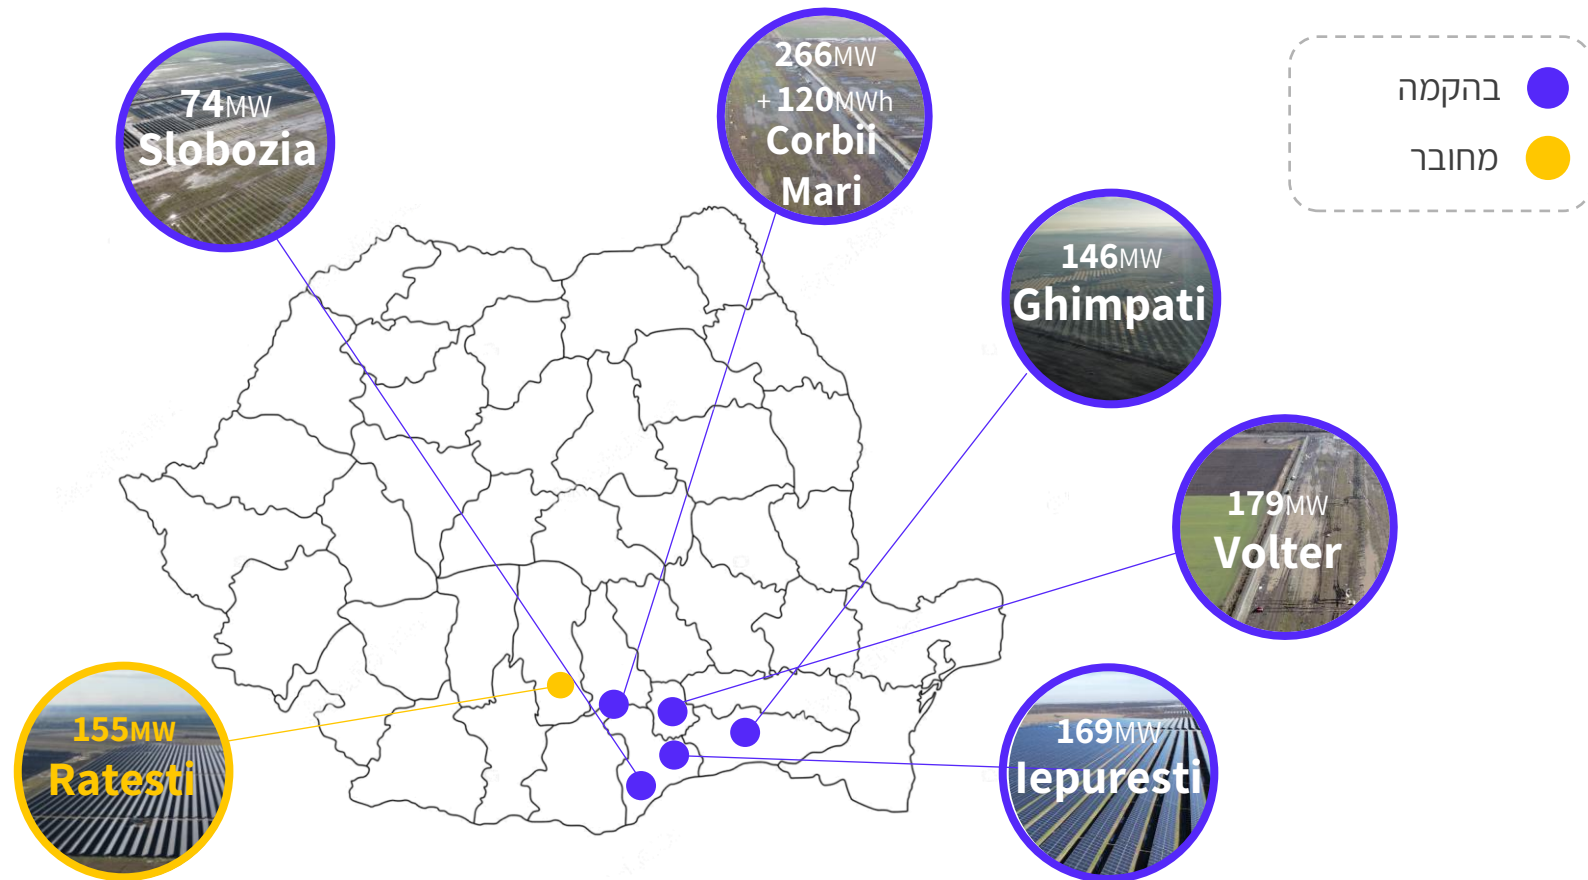 74MW
Slobozia
266MW
+ 120MWh
Corbii
Mari
בהקמה
מחובר
146MW
Ghimpati
179MW
Volter
155MW
Ratesti
169MW
Iepuresti